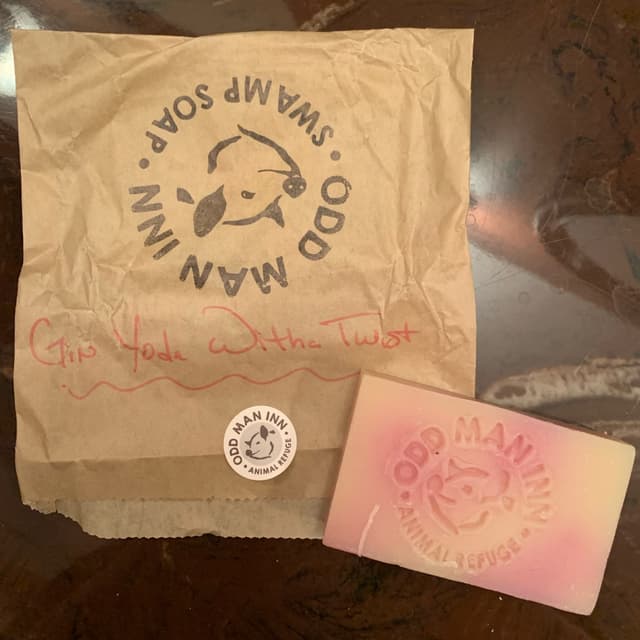 ODD MAN INN • SWAMP SOAP •
Gin Yoda With a Twist
ODD MAN INN •
• ANIMAL REFUGE
ODD MAN INN
• ANIMAL REFUGE •